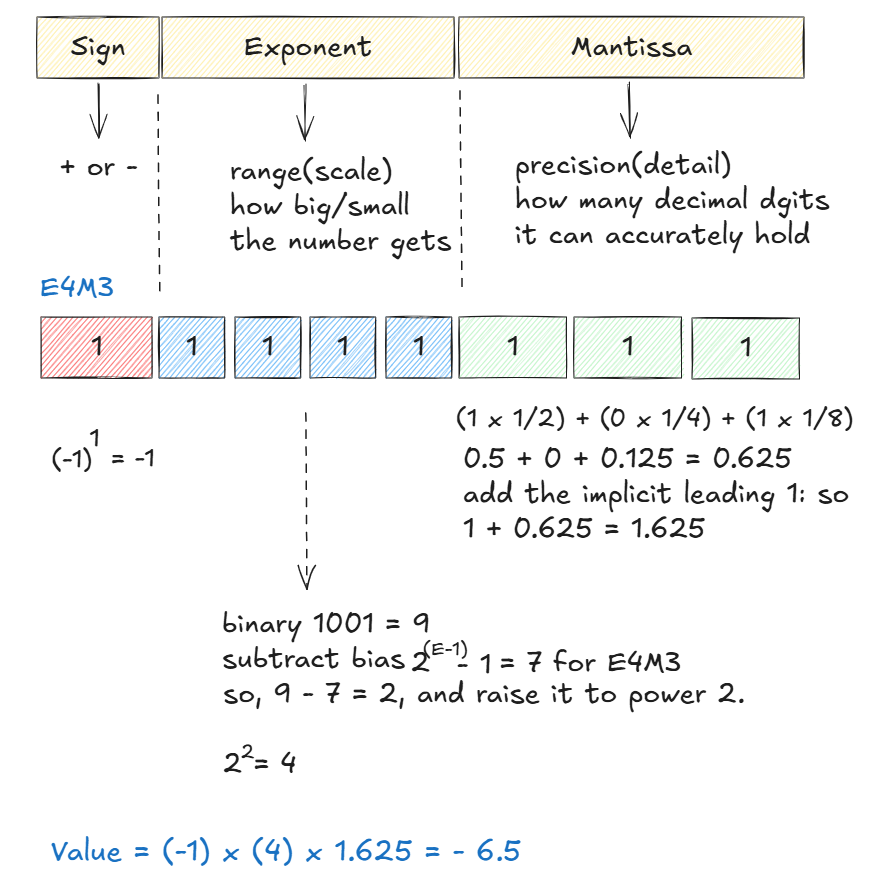 Sign Exponent Mantissa
+ or -
range(scale)
how big/small
the number gets
precision(detail)
how many decimal dgits
it can accurately hold
E4M3
1 1 1 1 1 1 1 1
(-1)^1 = -1
(1 x 1/2) + (0 x 1/4) + (1 x 1/8)
0.5 + 0 + 0.125 = 0.625
add the implicit leading 1: so
1 + 0.625 = 1.625
binary 1001 = 9
subtract bias 2^(E-1) - 1 = 7 for E4M3
so, 9 - 7 = 2, and raise it to power 2.
2^2 = 4
Value = (-1) x (4) x 1.625 = - 6.5